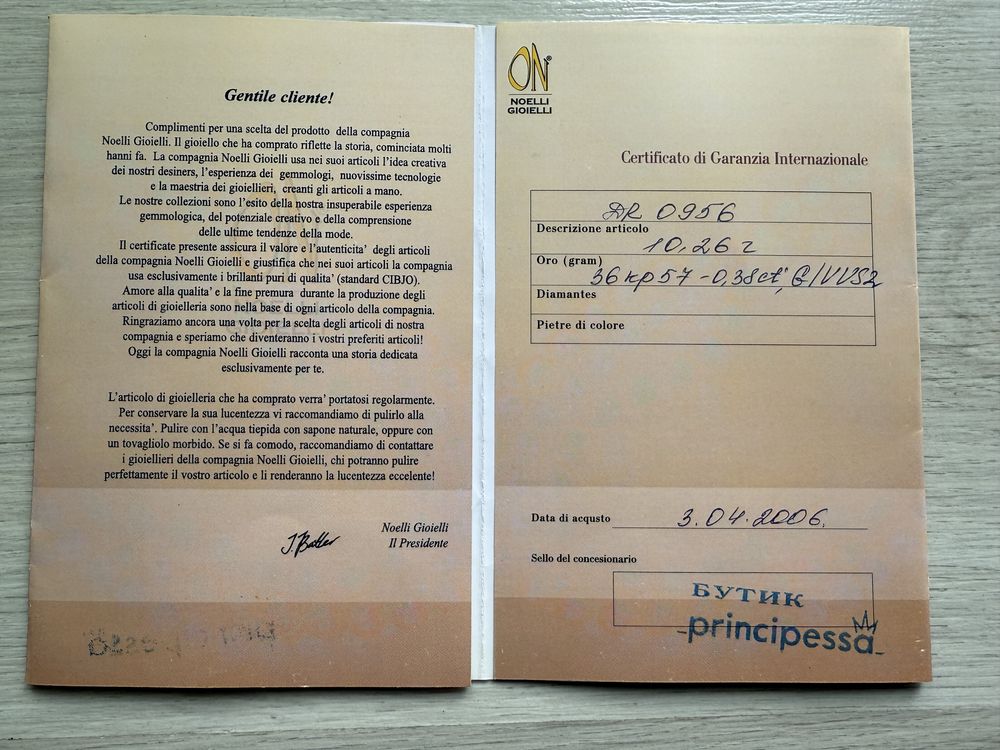 Gentile cliente!
Complimenti per una scelta del prodotto della compagnia
Noelli Gioielli. Il gioiello che ha comprato riflette la storia, cominciata molti
hanni fa. La compagnia Noelli Gioielli usa nei suoi articoli l'idea creativa
dei nostri desiners, l'esperienza dei gemmologi, nuovissime tecnologie
e la maestria dei gioiellieri, creanti gli articoli a mano.
Le nostre collezioni sono l'esito della nostra insuperabile esperienza
gemmologica, del potenziale creativo e della comprensione
delle ultime tendenze della mode.
Il certificate presente assicura il valore e l'autenticita' degli articoli
della compagnia Noelli Gioielli e giustifica che nei suoi articoli la compagnia
usa esclusivamente i brillanti puri di qualita' (standard CIBJO).
Amore alla qualita' e la fine premura durante la produzione degli
articoli di gioielleria sono nella base di ogni articolo della compagnia.
Ringraziamo ancora una volta per la scelta degli articoli di nostra
compagnia e speriamo che diventeranno i vostri preferiti articoli!
Oggi la compagnia Noelli Gioielli racconta una storia dedicata
esclusivamente per te.
L'articolo di gioielleria che ha comprato verra' portatosi regolarmente.
Per conservare la sua lucentezza vi raccomandiamo di pulirlo alla
necessita'. Pulire con l'acqua tiepida con sapone naturale, oppure con
un tovagliolo morbido. Se si fa comodo, raccomandiamo di contattare
i gioiellieri della compagnia Noelli Gioielli, chi potranno pulire
perfettamente il vostro articolo e li renderanno la lucentezza eccelente!
Noelli Gioielli
Il Presidente
ON®
NOELLI
GIOIELLI
Certificato di Garanzia Internazionale
DR 0956
Descrizione articolo
10,26 г
Oro (gram)
36 кр 57 - 0,38 ct, G/VVS2
Diamantes
Pietre di colore
Data di acqusto 3.04.2006.
Sello del concesionario
БУТИК
principessa